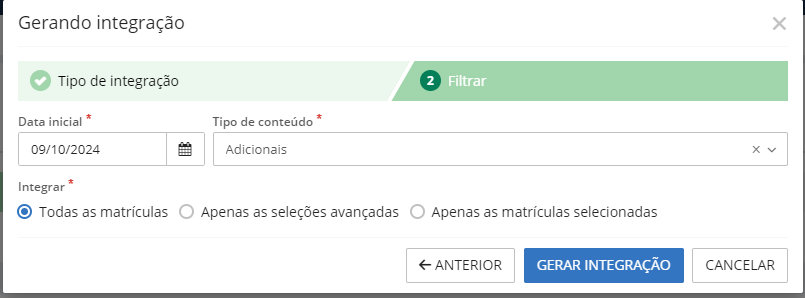 Gerando integração
Tipo de integração
2 Filtrar
Data inicial * Tipo de conteúdo *
09/10/2024 Adicionais
Integrar *
Todas as matrículas Apenas as seleções avançadas Apenas as matrículas selecionadas
ANTERIOR GERAR INTEGRAÇÃO CANCELAR